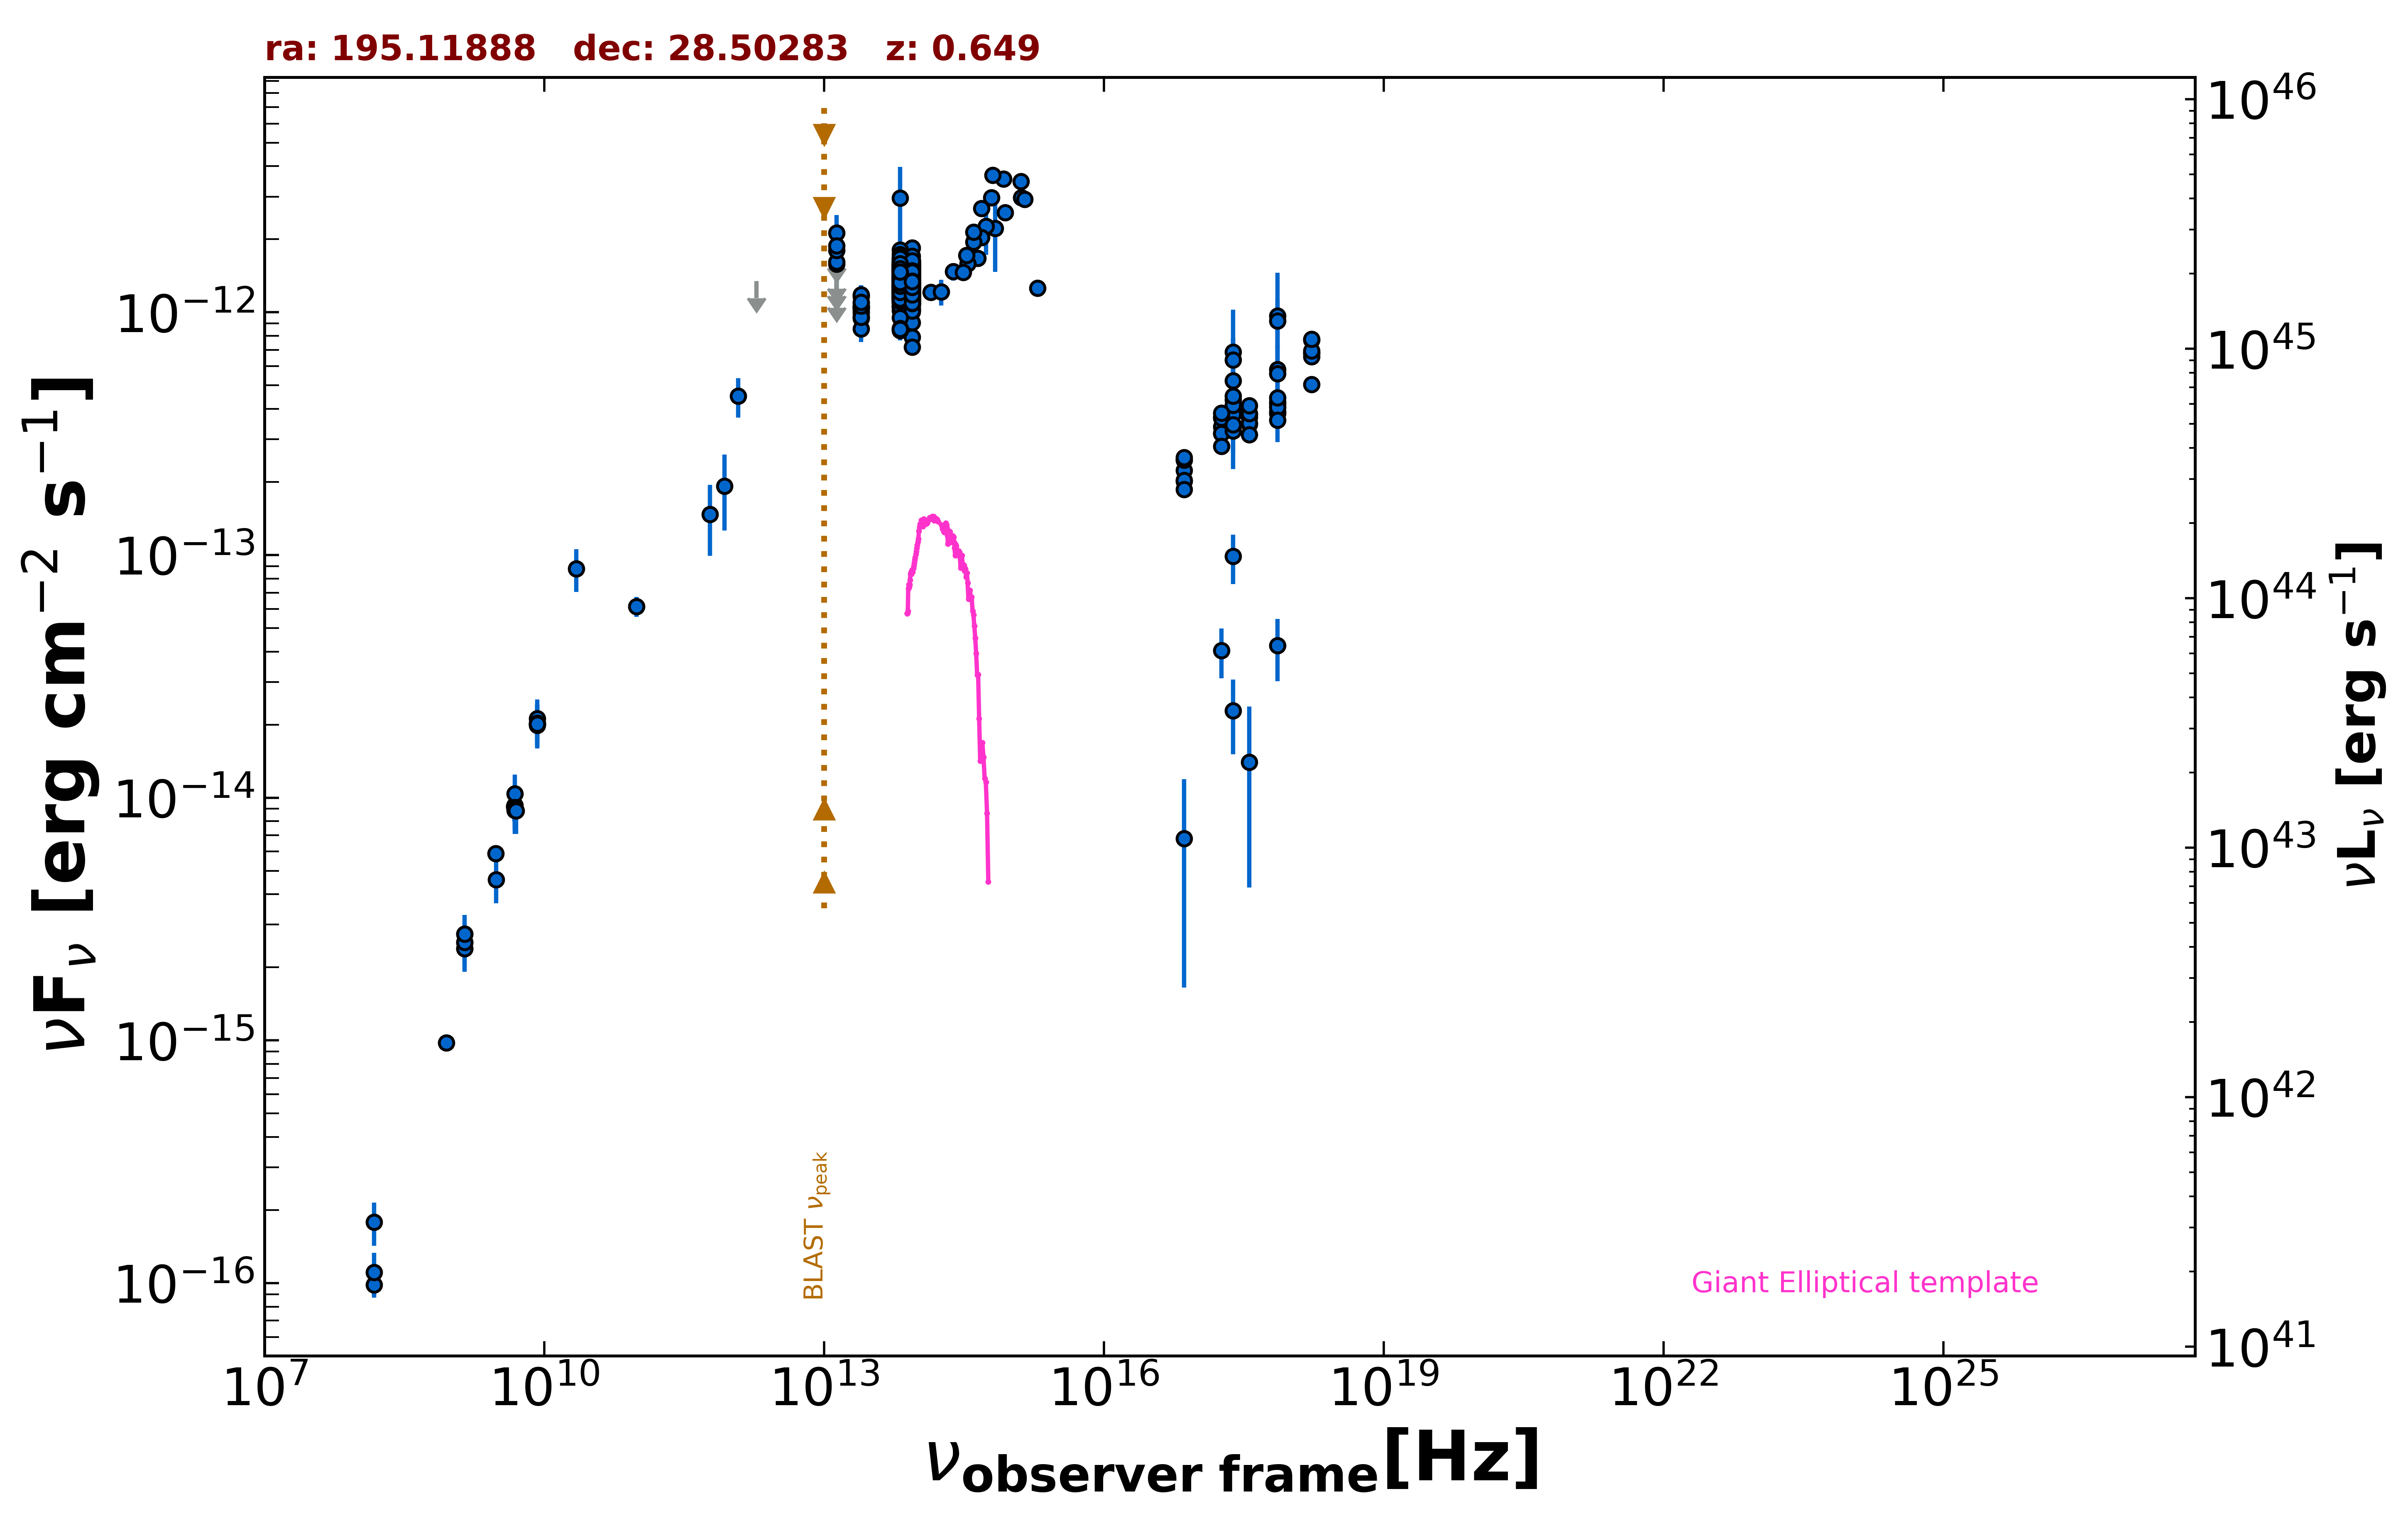 ra: 195.11888   dec: 28.50283   z: 0.649
νF_ν [erg cm^−2 s^−1]
10^−12
10^−13
10^−14
10^−15
10^−16
10^46
10^45
10^44
10^43
10^42
10^41
νL_ν [erg s^−1]
BLAST ν_peak
Giant Elliptical template
10^7 10^10 10^13 10^16 10^19 10^22 10^25
ν_observer frame [Hz]